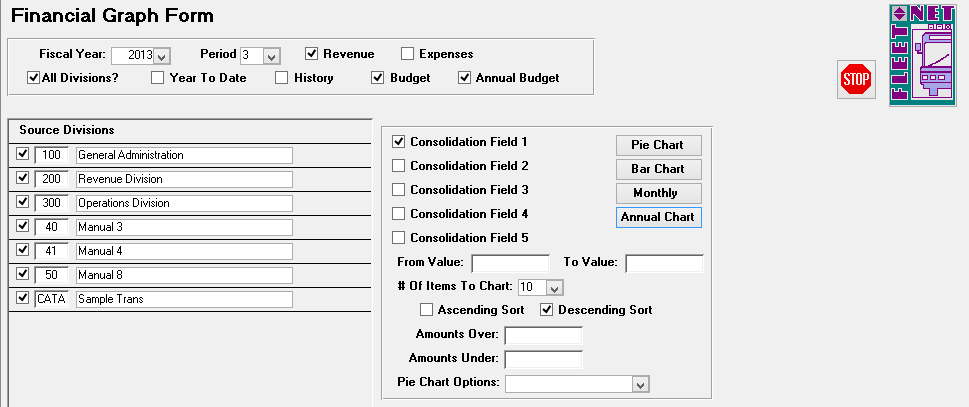 Financial Graph Form
FLEET NET
Fiscal Year: 2013 Period 3 Revenue Expenses
All Divisions? Year To Date History Budget Annual Budget
STOP
Source Divisions
100 General Administration
200 Revenue Division
300 Operations Division
40 Manual 3
41 Manual 4
50 Manual 8
CATA Sample Trans
Consolidation Field 1 Pie Chart
Consolidation Field 2 Bar Chart
Consolidation Field 3 Monthly
Consolidation Field 4 Annual Chart
Consolidation Field 5
From Value: To Value:
# Of Items To Chart: 10
Ascending Sort Descending Sort
Amounts Over:
Amounts Under:
Pie Chart Options: